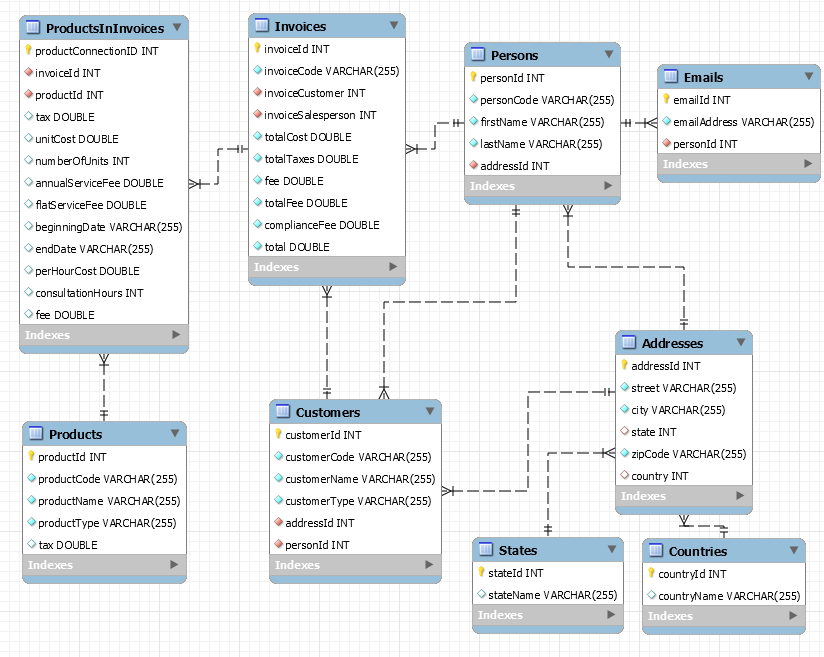 ProductsInInvoices
productConnectionID INT
invoiceId INT
productId INT
tax DOUBLE
unitCost DOUBLE
numberOfUnits INT
annualServiceFee DOUBLE
flatServiceFee DOUBLE
beginningDate VARCHAR(255)
endDate VARCHAR(255)
perHourCost DOUBLE
consultationHours INT
fee DOUBLE
Indexes
Invoices
invoiceId INT
invoiceCode VARCHAR(255)
invoiceCustomer INT
invoiceSalesperson INT
totalCost DOUBLE
totalTaxes DOUBLE
fee DOUBLE
totalFee DOUBLE
complianceFee DOUBLE
total DOUBLE
Indexes
Persons
personId INT
personCode VARCHAR(255)
firstName VARCHAR(255)
lastName VARCHAR(255)
addressId INT
Indexes
Emails
emailId INT
emailAddress VARCHAR(255)
personId INT
Indexes
Products
productId INT
productCode VARCHAR(255)
productName VARCHAR(255)
productType VARCHAR(255)
tax DOUBLE
Indexes
Customers
customerId INT
customerCode VARCHAR(255)
customerName VARCHAR(255)
customerType VARCHAR(255)
addressId INT
personId INT
Indexes
Addresses
addressId INT
street VARCHAR(255)
city VARCHAR(255)
state INT
zipCode VARCHAR(255)
country INT
Indexes
States
stateId INT
stateName VARCHAR(255)
Indexes
Countries
countryId INT
countryName VARCHAR(255)
Indexes